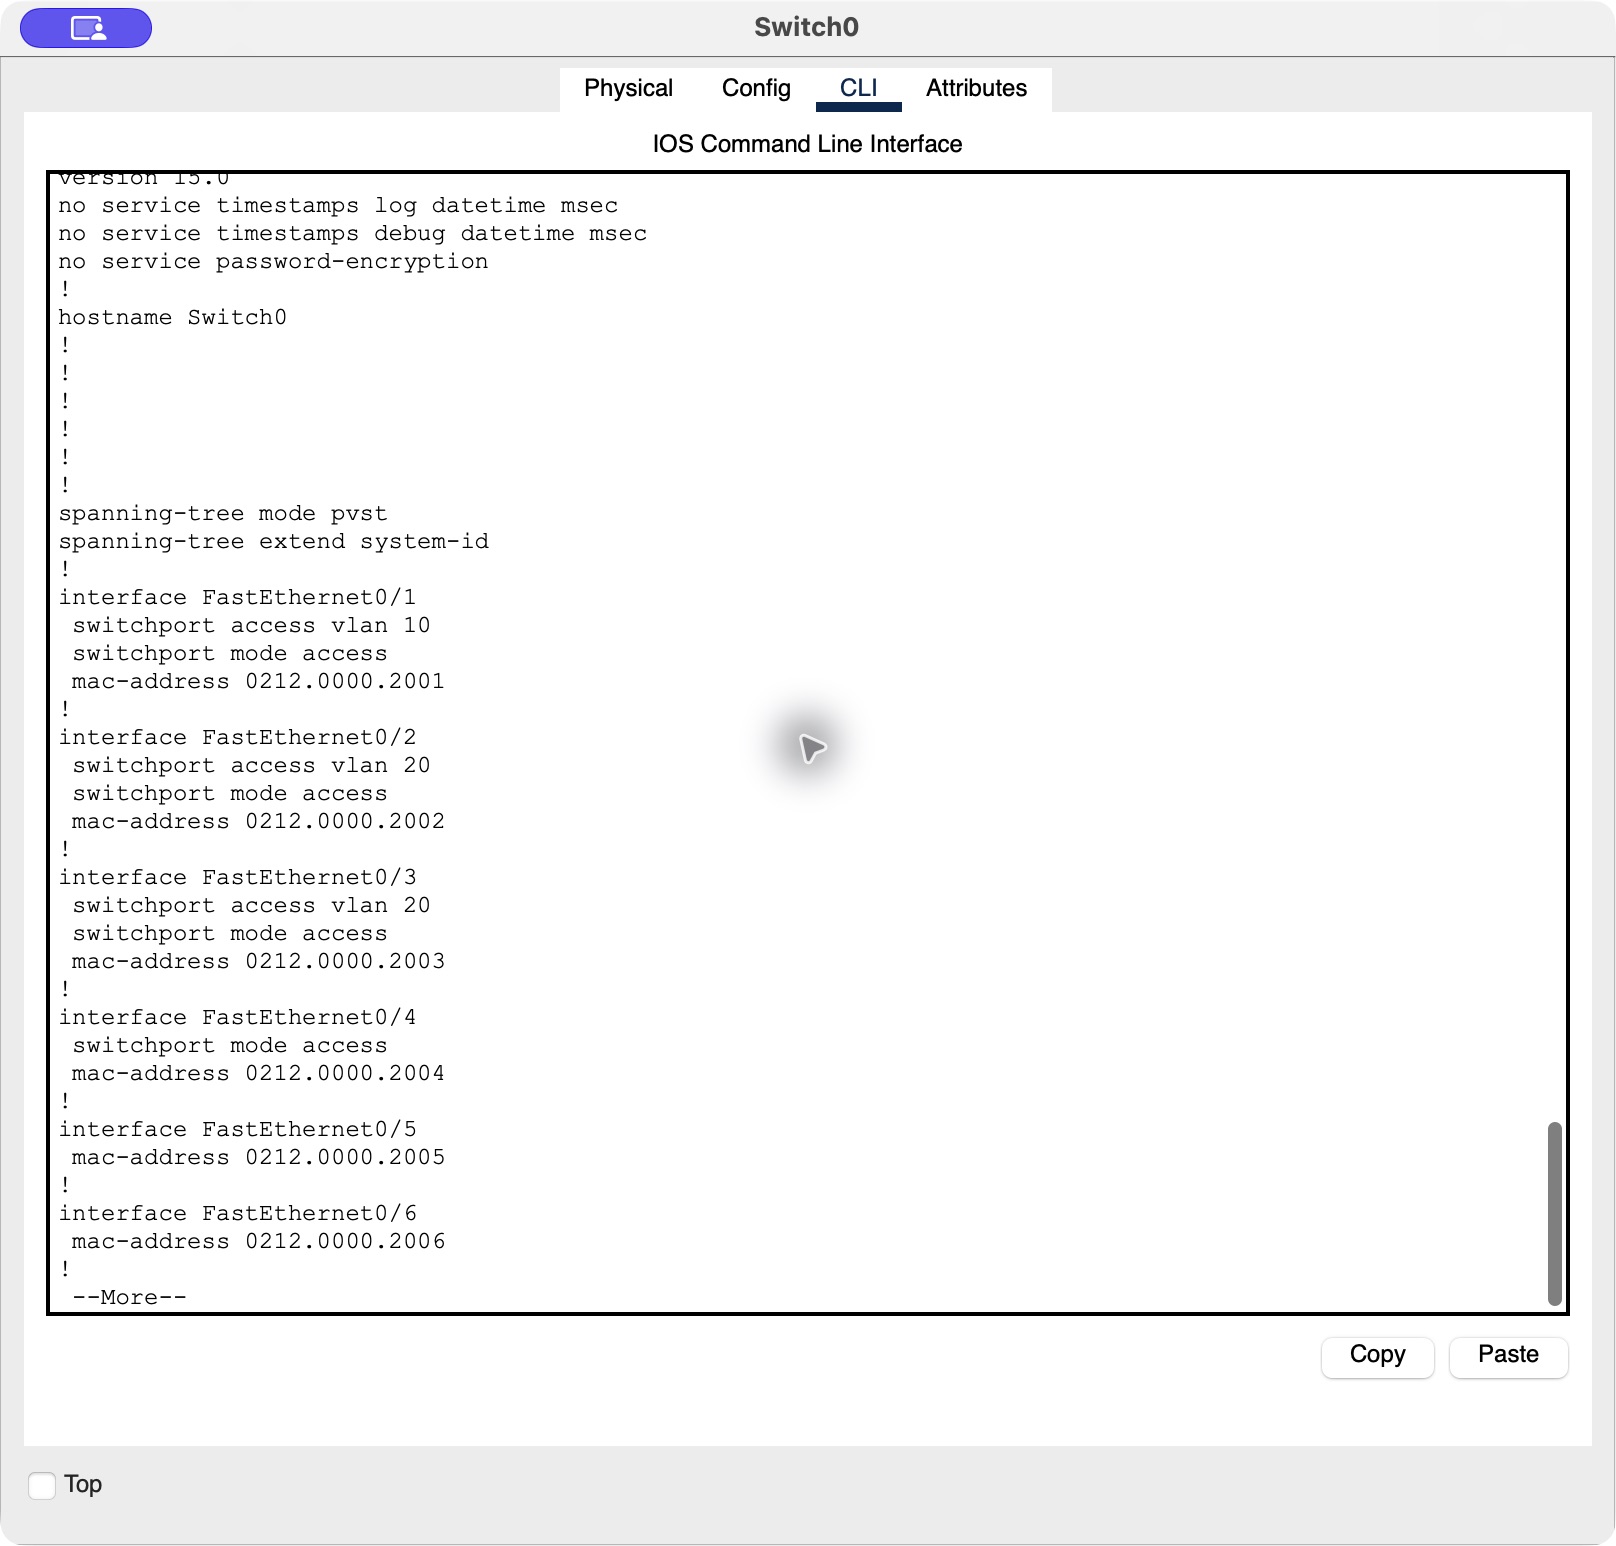 Switch0
Physical Config CLI Attributes
IOS Command Line Interface
version 15.0
no service timestamps log datetime msec
no service timestamps debug datetime msec
no service password-encryption
!
hostname Switch0
!
!
!
!
!
!
spanning-tree mode pvst
spanning-tree extend system-id
!
interface FastEthernet0/1
 switchport access vlan 10
 switchport mode access
 mac-address 0212.0000.2001
!
interface FastEthernet0/2
 switchport access vlan 20
 switchport mode access
 mac-address 0212.0000.2002
!
interface FastEthernet0/3
 switchport access vlan 20
 switchport mode access
 mac-address 0212.0000.2003
!
interface FastEthernet0/4
 switchport mode access
 mac-address 0212.0000.2004
!
interface FastEthernet0/5
 mac-address 0212.0000.2005
!
interface FastEthernet0/6
 mac-address 0212.0000.2006
!
 --More--
Copy Paste
Top